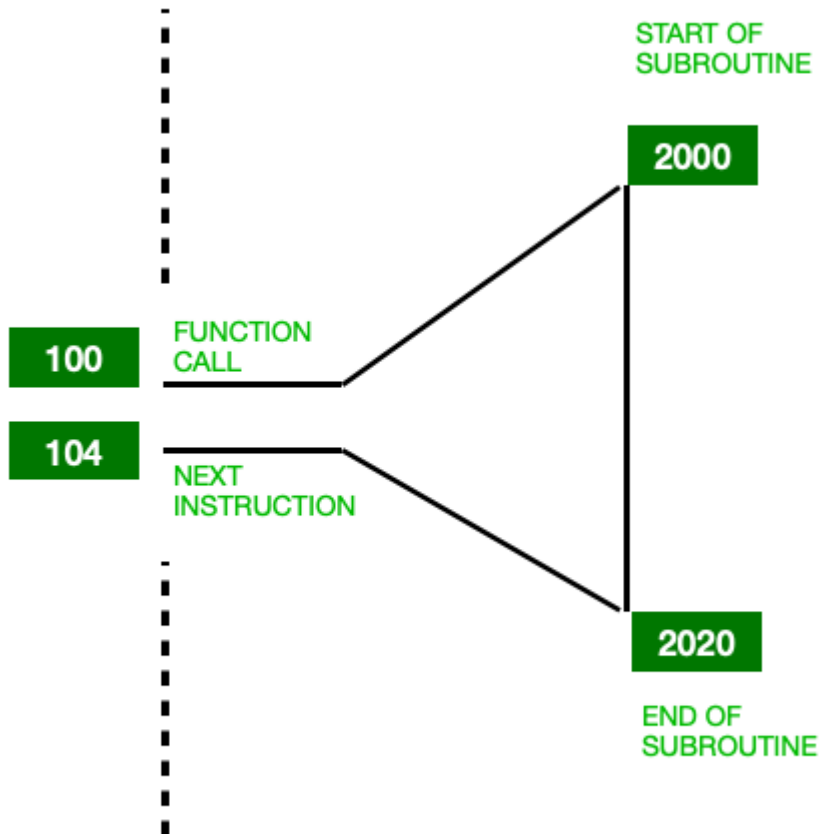 START OF
SUBROUTINE
2000
FUNCTION
CALL
100
104
NEXT
INSTRUCTION
2020
END OF
SUBROUTINE